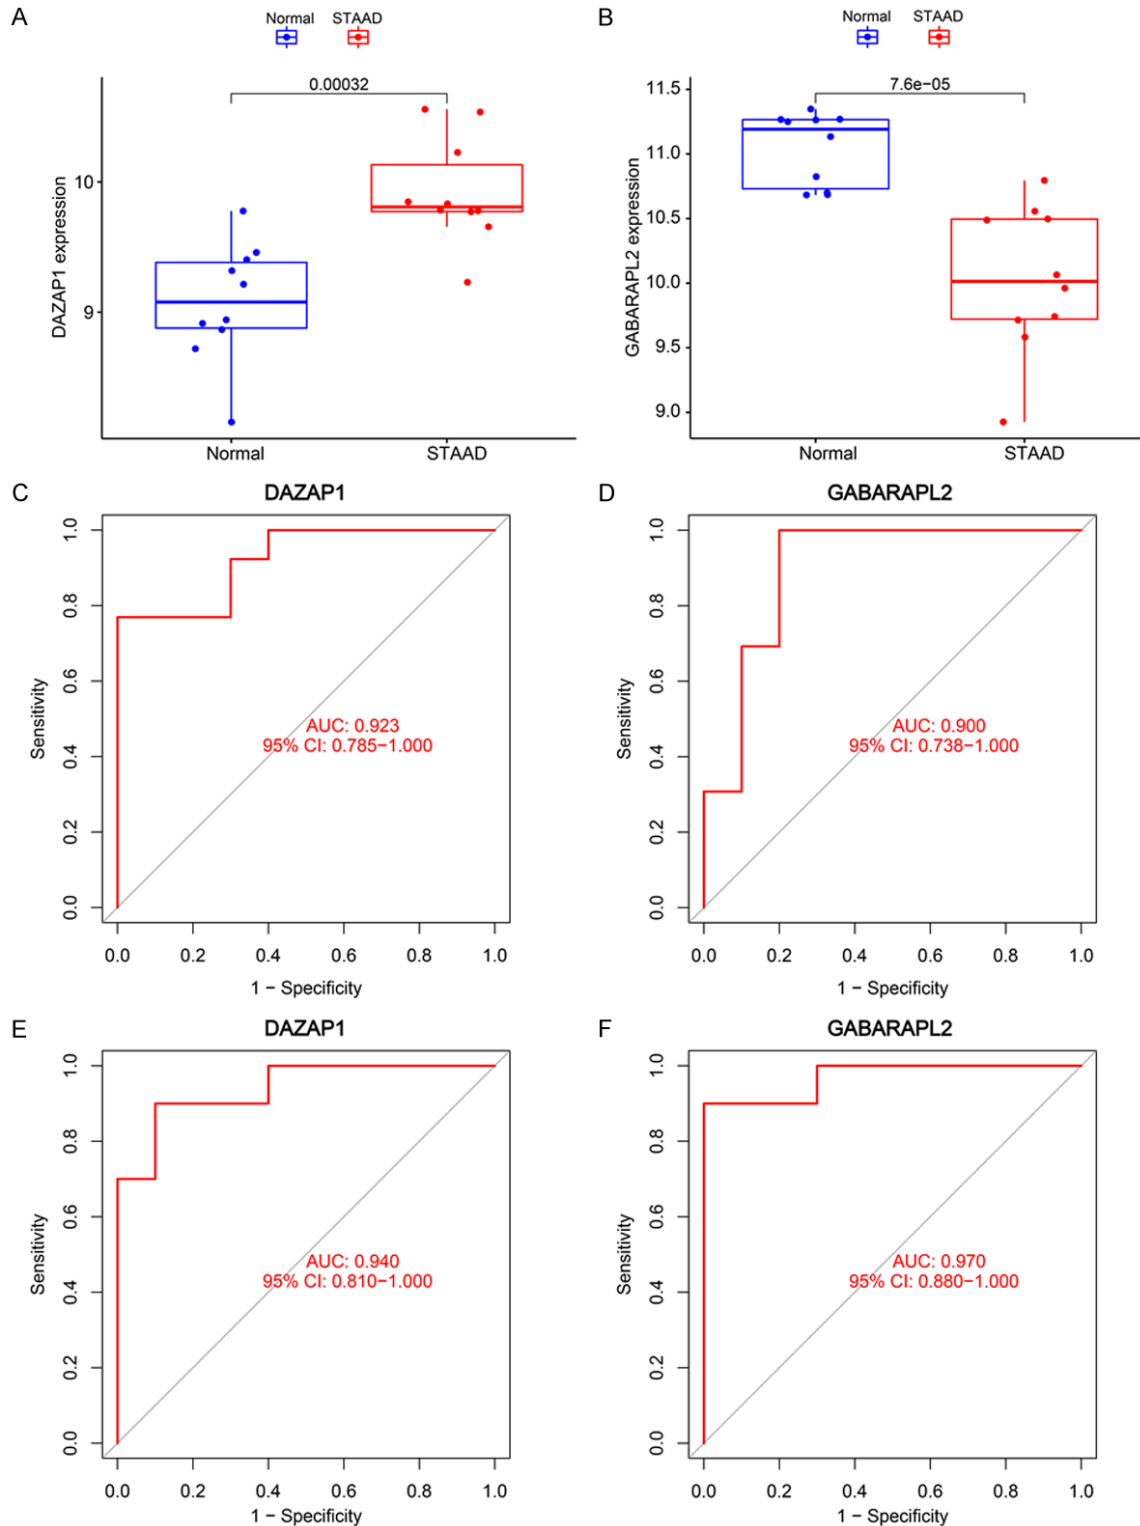 A
Normal STAAD
0.00032
DAZAP1 expression
10
9
Normal STAAD
B
Normal STAAD
7.6e−05
GABARAPL2 expression
11.5
11.0
10.5
10.0
9.5
9.0
Normal STAAD
C
DAZAP1
Sensitivity
1.0
0.8
0.6
0.4
0.2
0.0
AUC: 0.923
95% CI: 0.785−1.000
0.0 0.2 0.4 0.6 0.8 1.0
1 − Specificity
D
GABARAPL2
Sensitivity
1.0
0.8
0.6
0.4
0.2
0.0
AUC: 0.900
95% CI: 0.738−1.000
0.0 0.2 0.4 0.6 0.8 1.0
1 − Specificity
E
DAZAP1
Sensitivity
1.0
0.8
0.6
0.4
0.2
0.0
AUC: 0.940
95% CI: 0.810−1.000
0.0 0.2 0.4 0.6 0.8 1.0
1 − Specificity
F
GABARAPL2
Sensitivity
1.0
0.8
0.6
0.4
0.2
0.0
AUC: 0.970
95% CI: 0.880−1.000
0.0 0.2 0.4 0.6 0.8 1.0
1 − Specificity